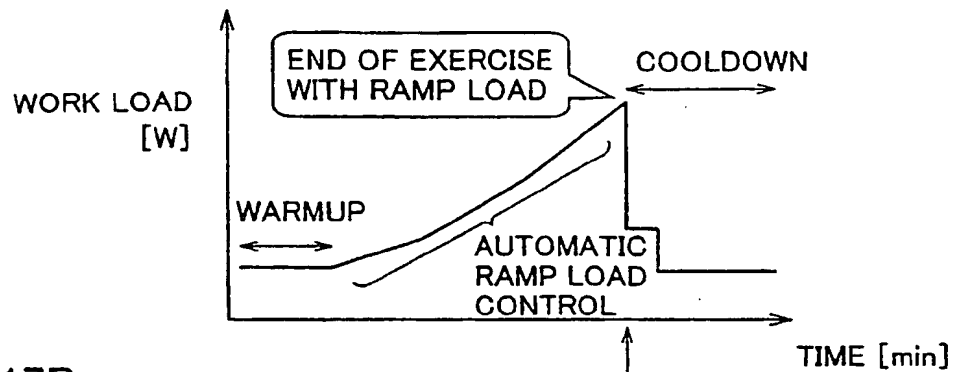 END OF EXERCISE
WITH RAMP LOAD
COOLDOWN
WORK LOAD
[W]
WARMUP
AUTOMATIC
RAMP LOAD
CONTROL
TIME [min]